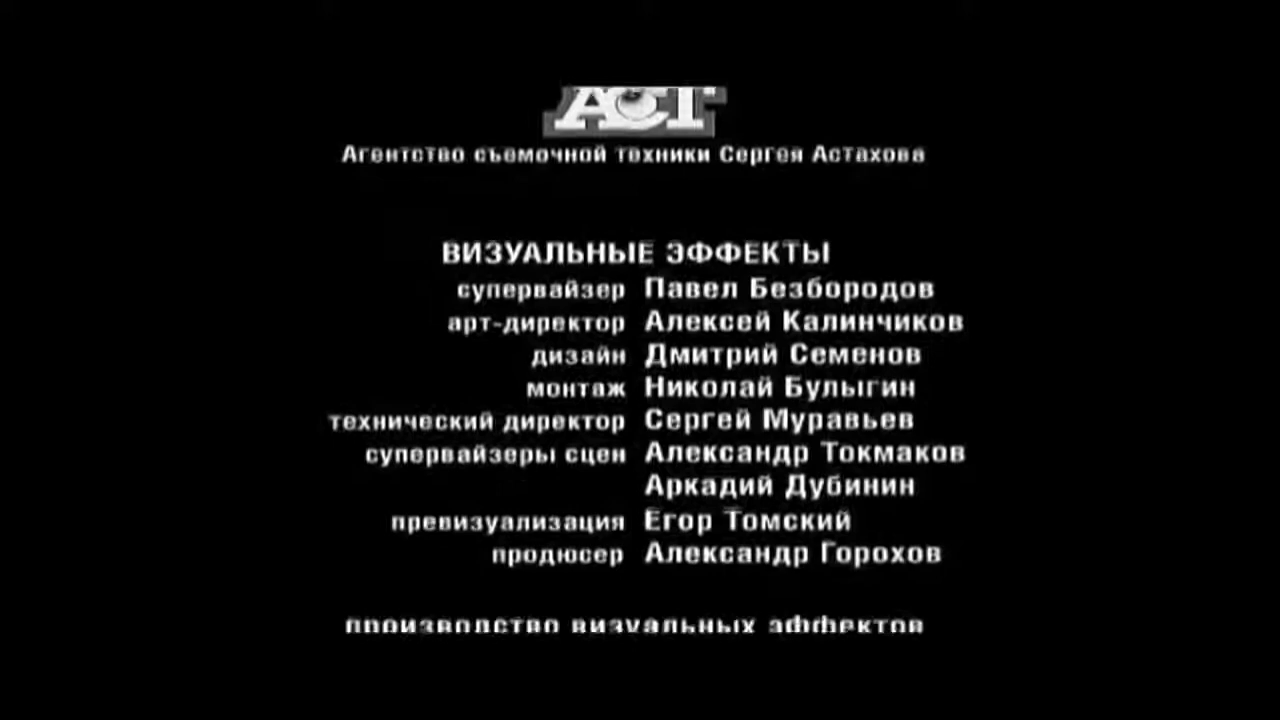 АСТ
Агентство съемочной техники Сергея Астахова
ВИЗУАЛЬНЫЕ ЭФФЕКТЫ
супервайзер Павел Безбородов
арт-директор Алексей Калинчиков
дизайн Дмитрий Семенов
монтаж Николай Булыгин
технический директор Сергей Муравьев
супервайзеры сцен Александр Токмаков
Аркадий Дубинин
превизуализация Егор Томский
продюсер Александр Горохов
производство визуальных эффектов